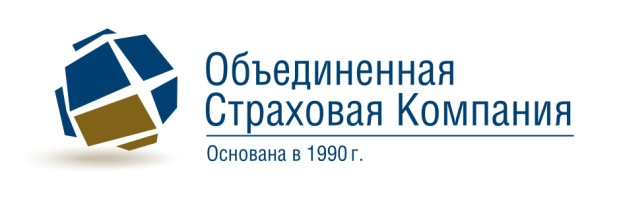 Объединенная
Страховая Компания
Основана в 1990 г.